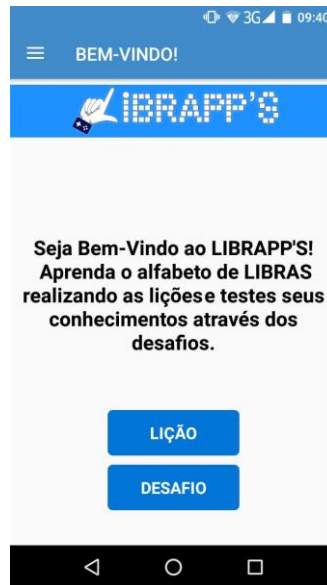 3G 09:40
BEM-VINDO!
LIBRAPP'S
Seja Bem-Vindo ao LIBRAPP'S!
Aprenda o alfabeto de LIBRAS
realizando as liçõese testes seus
conhecimentos através dos
desafios.
LIÇÃO
DESAFIO